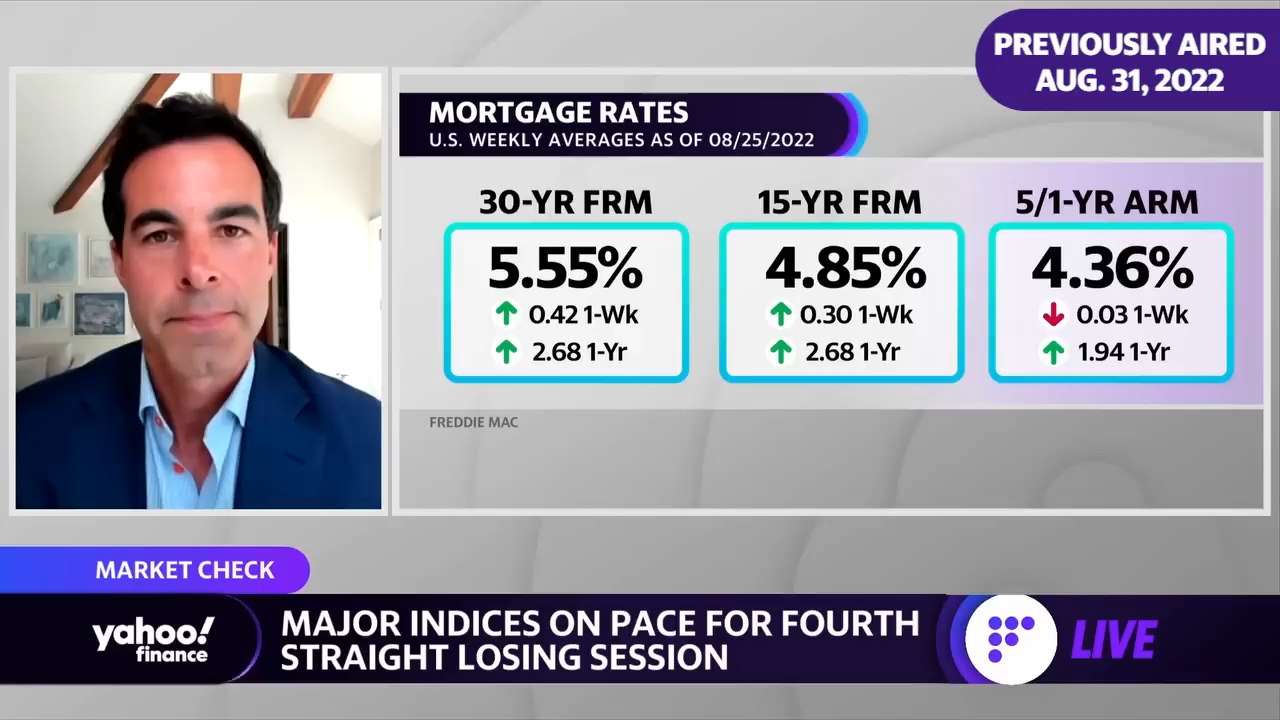 PREVIOUSLY AIRED
AUG. 31, 2022
MORTGAGE RATES
U.S. WEEKLY AVERAGES AS OF 08/25/2022
30-YR FRM
5.55%
0.42 1-Wk
2.68 1-Yr
15-YR FRM
4.85%
0.30 1-Wk
2.68 1-Yr
5/1-YR ARM
4.36%
0.03 1-Wk
1.94 1-Yr
FREDDIE MAC
MARKET CHECK
yahoo!
finance
MAJOR INDICES ON PACE FOR FOURTH
STRAIGHT LOSING SESSION
LIVE